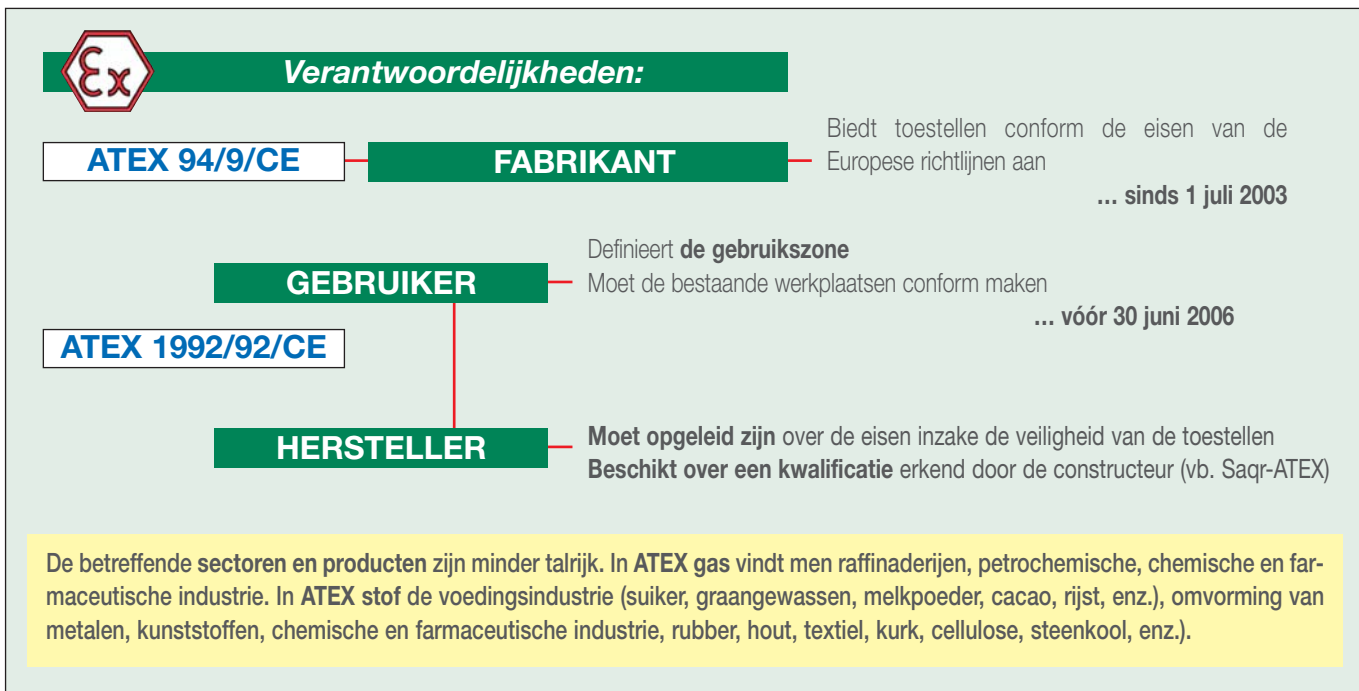 Ex
Verantwoordelijkheden:
ATEX 94/9/CE
FABRIKANT
Biedt toestellen conform de eisen van de
Europese richtlijnen aan
... sinds 1 juli 2003
GEBRUIKER
Definieert de gebruikszone
Moet de bestaande werkplaatsen conform maken
... vóór 30 juni 2006
ATEX 1992/92/CE
HERSTELLER
Moet opgeleid zijn over de eisen inzake de veiligheid van de toestellen
Beschikt over een kwalificatie erkend door de constructeur (vb. Saqr-ATEX)
De betreffende sectoren en producten zijn minder talrijk. In ATEX gas vindt men raffinaderijen, petrochemische, chemische en far-
maceutische industrie. In ATEX stof de voedingsindustrie (suiker, graangewassen, melkpoeder, cacao, rijst, enz.), omvorming van
metalen, kunststoffen, chemische en farmaceutische industrie, rubber, hout, textiel, kurk, cellulose, steenkool, enz.).